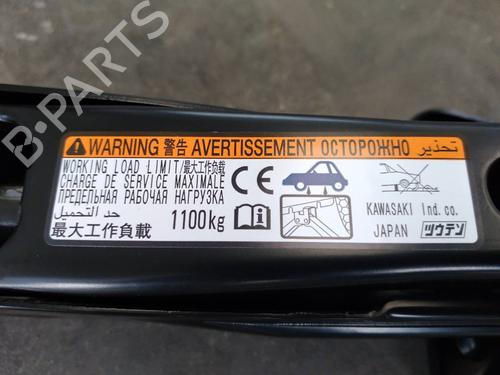 B-PARTS
WARNING 警告 AVERTISSEMENT ОСТОРОЖНО تحذير
WORKING LOAD LIMIT/最大工作负载
CHARGE DE SERVICE MAXIMALE
ПРЕДЕЛЬНАЯ РАБОЧАЯ НАГРУЗКА
حد التحميل
最大工作負載
1100kg
CE
KAWASAKI Ind. co.
JAPAN ツウテン